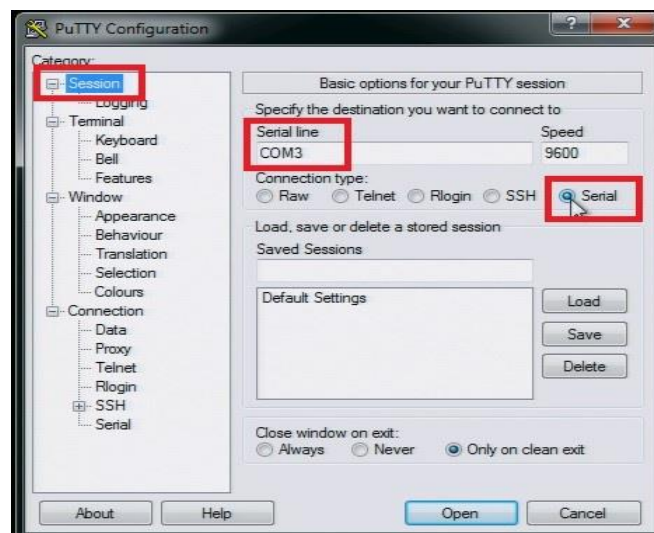 PuTTY Configuration
?
X
Category:
Session
Logging
Terminal
Keyboard
Bell
Features
Window
Appearance
Behaviour
Translation
Selection
Colours
Connection
Data
Proxy
Telnet
Rlogin
SSH
Serial
Basic options for your PuTTY session
Specify the destination you want to connect to
Serial line Speed
COM3 9600
Connection type:
Raw Telnet Rlogin SSH Serial
Load, save or delete a stored session
Saved Sessions
Default Settings
Load
Save
Delete
Close window on exit:
Always Never Only on clean exit
About Help Open Cancel